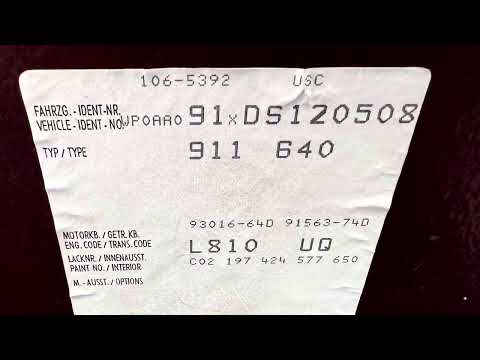 106-5392 USC
FAHRZG.-IDENT-NR.
VEHICLE-IDENT-NO. WP0AA0 91xDS120508
TYP/TYPE 911 640
93016-64D 91563-74D
MOTORKB./GETR.KB.
ENG.CODE/TRANS.CODE L810 UQ
LACKNR./INNENAUSST. C02 197 424 577 650
PAINT NO./INTERIOR
M.-AUSST./OPTIONS